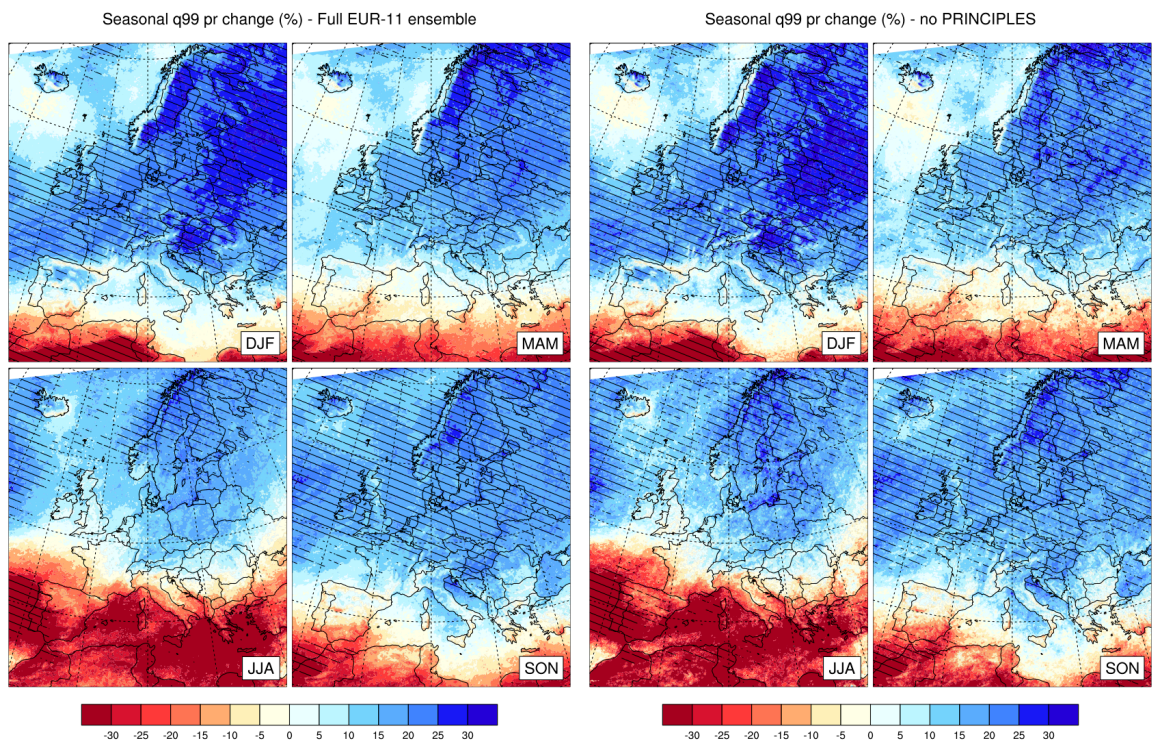 Seasonal q99 pr change (%) - Full EUR-11 ensemble
Seasonal q99 pr change (%) - no PRINCIPLES
DJF
MAM
DJF
MAM
JJA
SON
JJA
SON
-30 -25 -20 -15 -10 -5 0 5 10 15 20 25 30
-30 -25 -20 -15 -10 -5 0 5 10 15 20 25 30